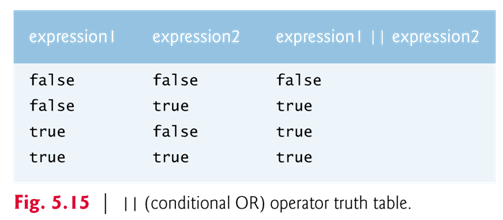 expression1 expression2 expression1 || expression2
false false false
false true true
true false true
true true true
Fig. 5.15 | || (conditional OR) operator truth table.